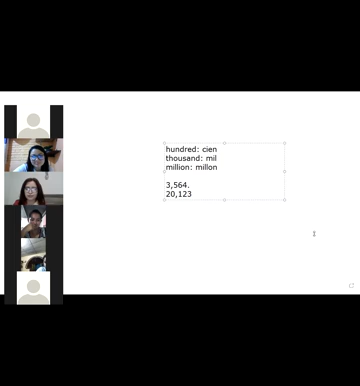 hundred: cien
thousand: mil
million: millon
3,564.
20,123